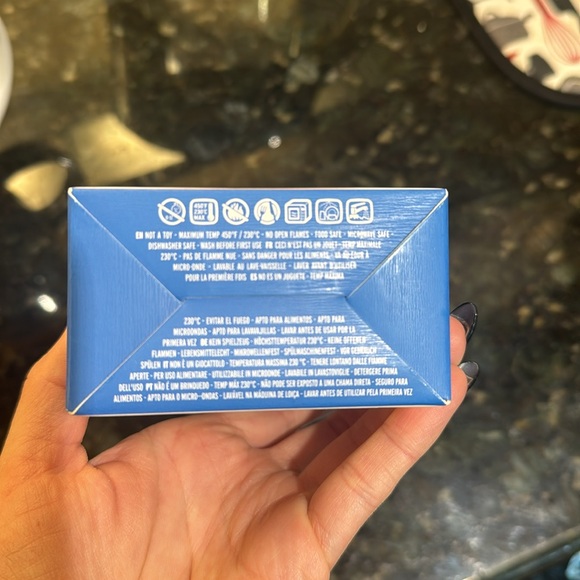 450°F
230°C
MAX
EN NOT A TOY - MAXIMUM TEMP 450°F / 230°C - NO OPEN FLAMES - FOOD SAFE - MICROWAVE SAFE -
DISHWASHER SAFE - WASH BEFORE FIRST USE FR CECI N'EST PAS UN JOUET - TEMP MAXIMALE
230°C - PAS DE FLAMME NUE - SANS DANGER POUR LES ALIMENTS - VA AU FOUR À
MICRO-ONDE - LAVABLE AU LAVE-VAISSELLE - LAVER AVANT D'UTILISER
POUR LA PREMIÈRE FOIS ES NO ES UN JUGUETE - TEMP MÁXIMA
230°C - EVITAR EL FUEGO - APTO PARA ALIMENTOS - APTO PARA
MICROONDAS - APTO PARA LAVAVAJILLAS - LAVAR ANTES DE USAR POR LA
PRIMERA VEZ DE KEIN SPIELZEUG - HÖCHSTTEMPERATUR 230°C - KEINE OFFENER
FLAMMEN - LEBENSMITTELECHT - MIKROWELLENFEST - SPÜLMASCHINENFEST - VOR GEBRAUCH
SPÜLEN IT NON È UN GIOCATTOLO - TEMPERATURA MASSIMA 230 °C - TENERE LONTANO DALLE FIAMME
APERTE - PER USO ALIMENTARE - UTILIZZABILE IN MICROONDE - LAVABILE IN LAVASTOVIGLIE - DETERGERE PRIMA
DELL'USO PT NÃO É UM BRINQUEDO - TEMP MÁX 230°C - NÃO PODE SER EXPOSTO A UMA CHAMA DIRETA - SEGURO PARA
ALIMENTOS - APTO PARA O MICRO-ONDAS - LAVÁVEL NA MÁQUINA DE LOIÇA - LAVAR ANTES DE UTILIZAR PELA PRIMEIRA VEZ